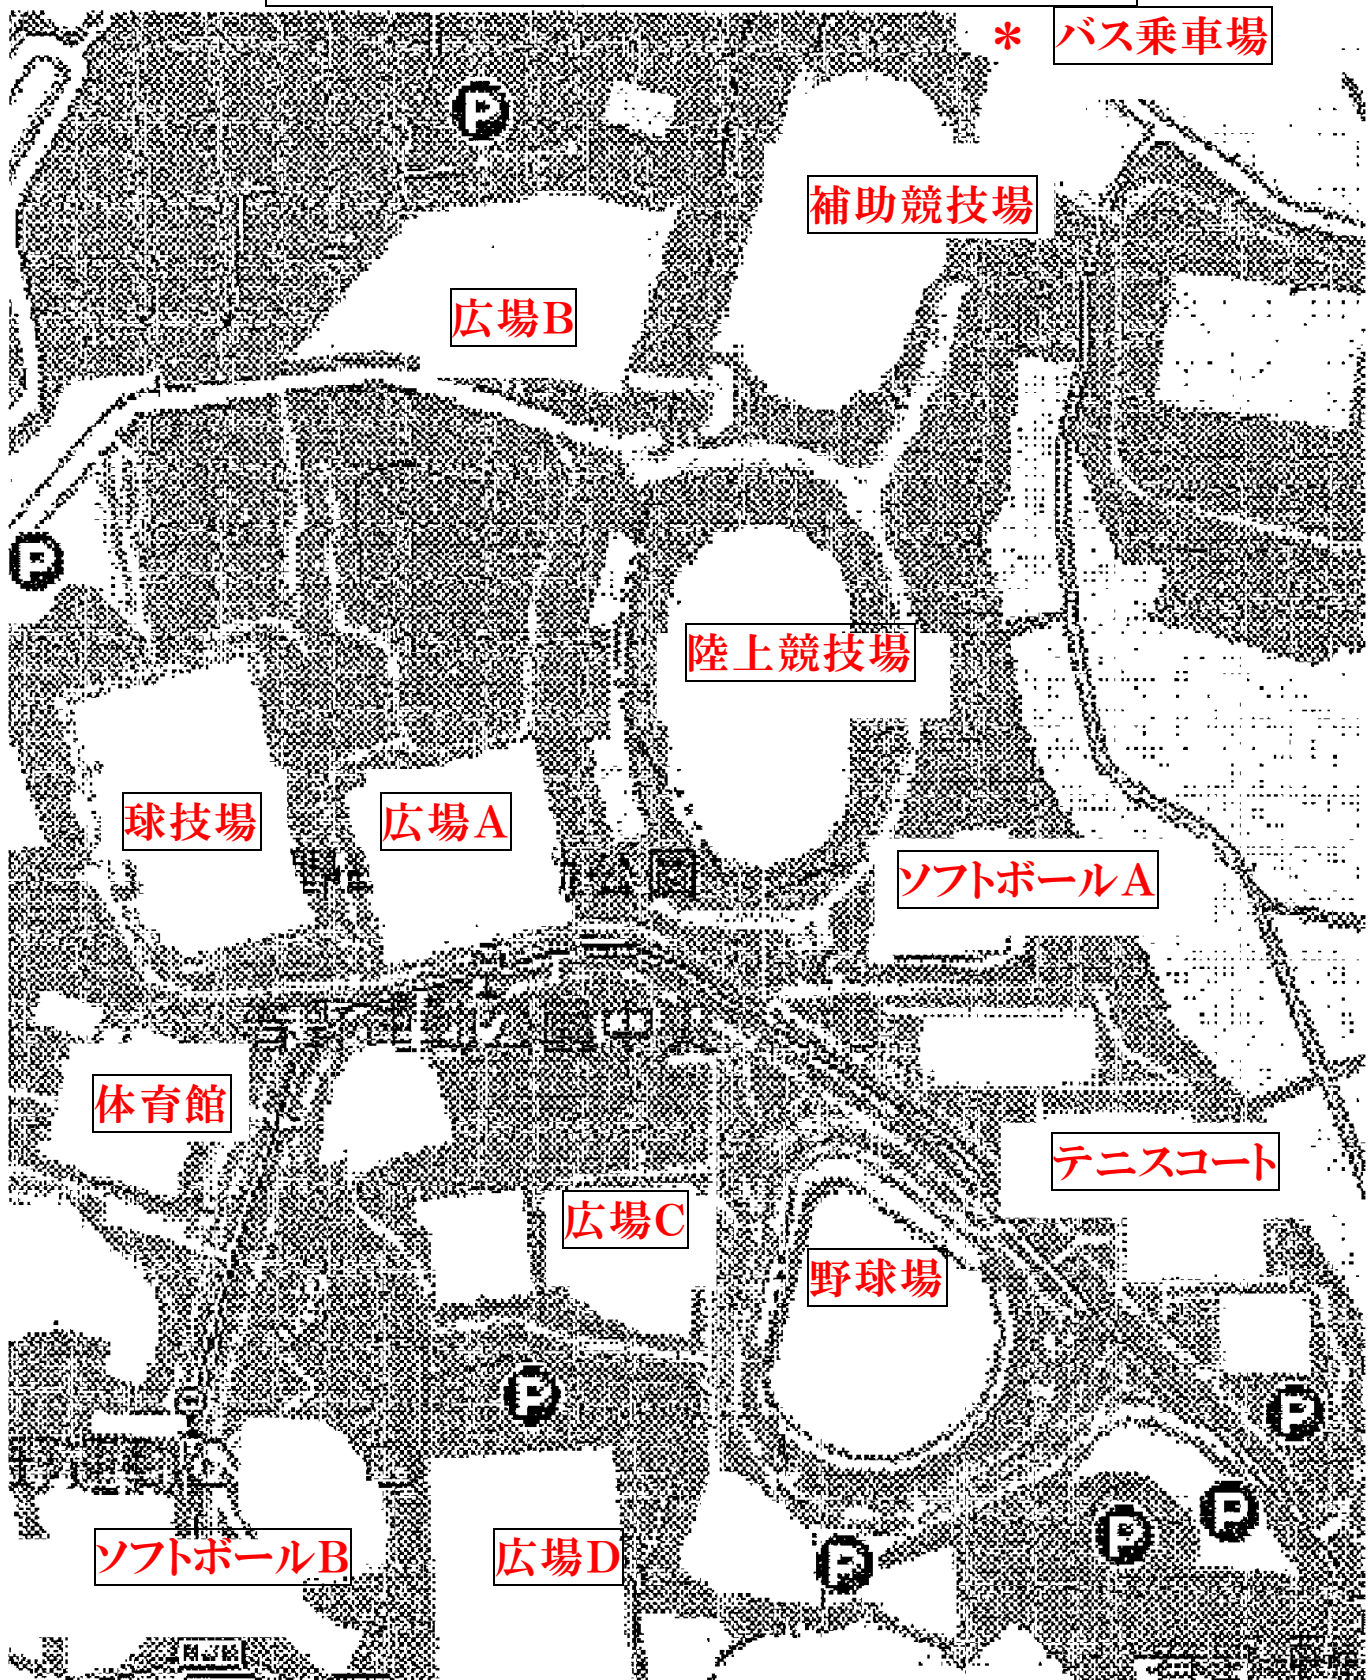 * バス乗車場
P
補助競技場
広場B
P
陸上競技場
球技場
広場A
ソフトボールA
体育館
テニスコート
広場C
野球場
P
P
P
P
ソフトボールB
広場D
P